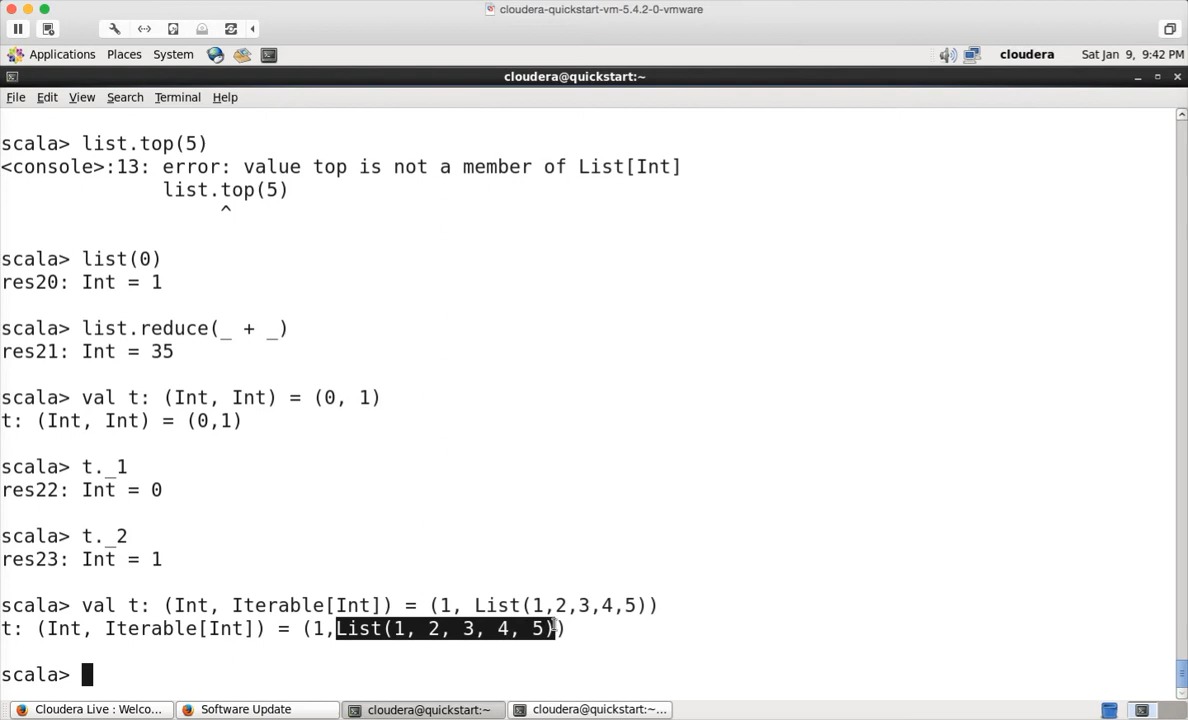 cloudera-quickstart-vm-5.4.2-0-vmware
Applications Places System cloudera Sat Jan 9, 9:42 PM
cloudera@quickstart:~
File Edit View Search Terminal Help
scala> list.top(5)
<console>:13: error: value top is not a member of List[Int]
list.top(5)
^
scala> list(0)
res20: Int = 1
scala> list.reduce(_ + _)
res21: Int = 35
scala> val t: (Int, Int) = (0, 1)
t: (Int, Int) = (0,1)
scala> t._1
res22: Int = 0
scala> t._2
res23: Int = 1
scala> val t: (Int, Iterable[Int]) = (1, List(1,2,3,4,5))
t: (Int, Iterable[Int]) = (1,List(1, 2, 3, 4, 5))
scala>
Cloudera Live : Welco... Software Update cloudera@quickstart:~ cloudera@quickstart:~...